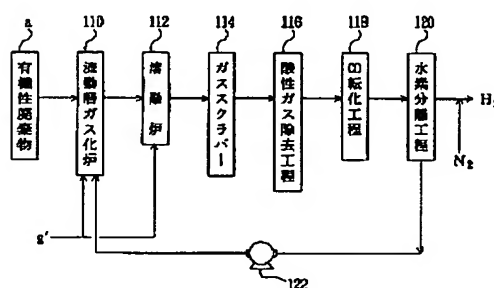 a
110
112
114
116
118
120
有機性廃棄物
流動層ガス化炉
溶融炉
ガススクラバー
酸性ガス除去工程
CO転化工程
水素分離工程
H₂
N₂
g'
122